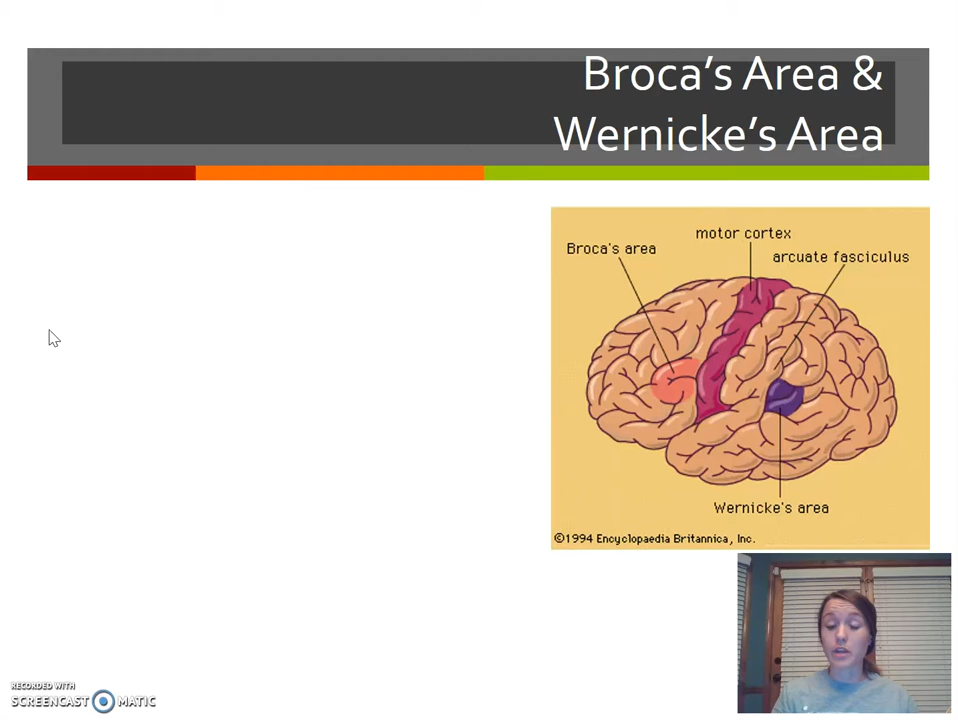 Broca's Area &
Wernicke's Area
motor cortex
Broca's area
arcuate fasciculus
Wernicke's area
©1994 Encyclopaedia Britannica, Inc.
RECORDED WITH
SCREENCAST MATIC